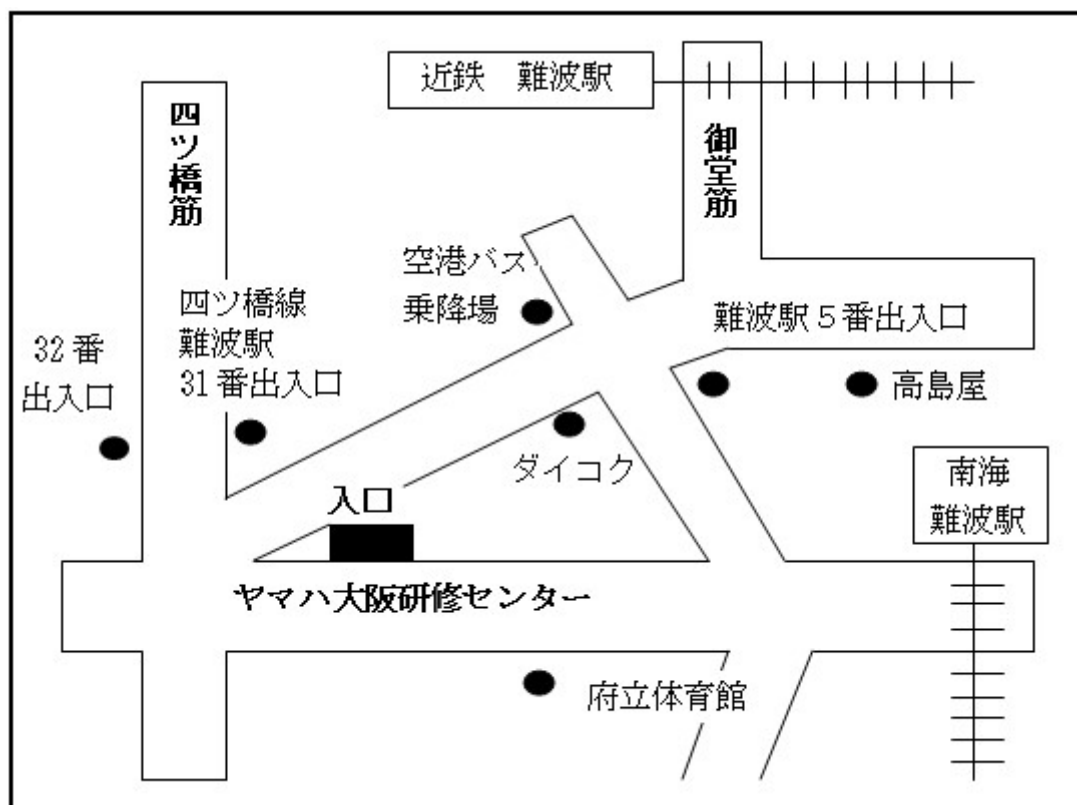 近鉄　難波駅
四ツ橋筋
御堂筋
空港バス
乗降場
四ツ橋線
難波駅
31番出入口
難波駅5番出入口
32番
出入口
高島屋
ダイコク
南海
難波駅
入口
ヤマハ大阪研修センター
府立体育館